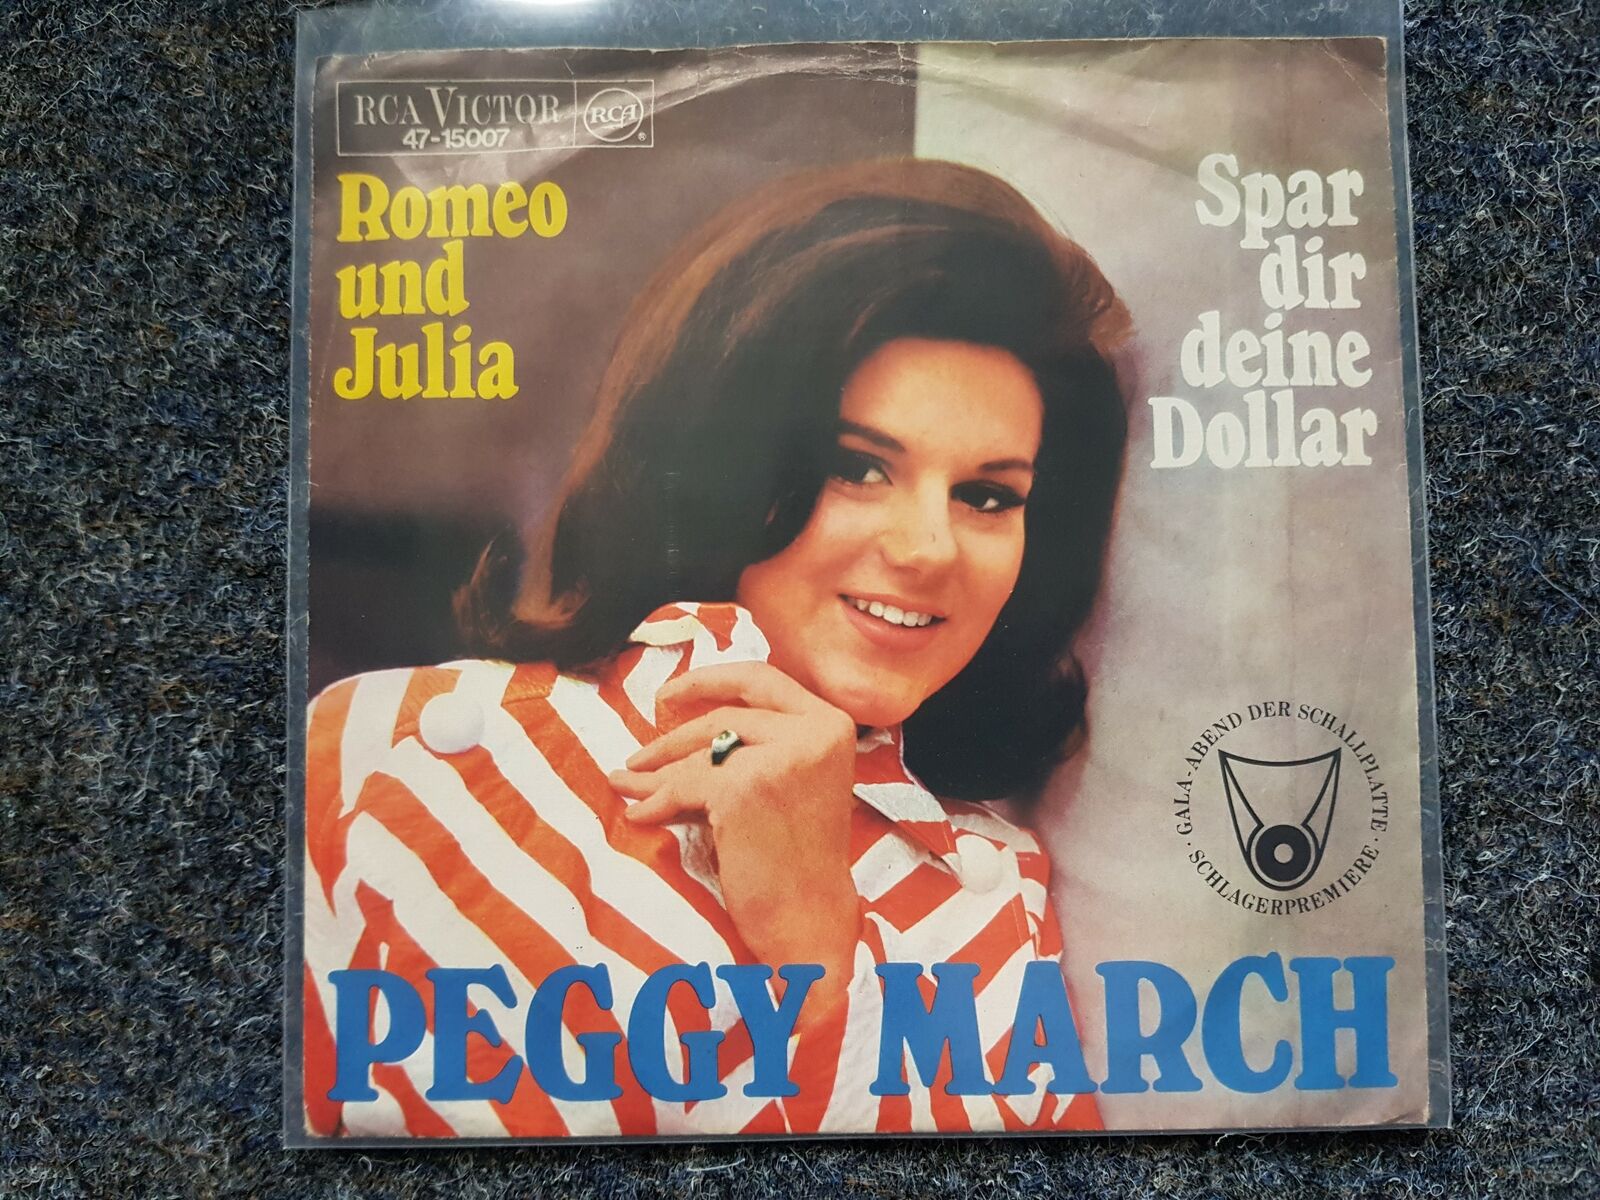 RCA VICTOR
RCA ®
47-15007
Romeo
und
Julia
Spar
dir
deine
Dollar
GALA-ABEND DER SCHALLPLATTE
· SCHLAGERPREMIERE ·
PEGGY MARCH